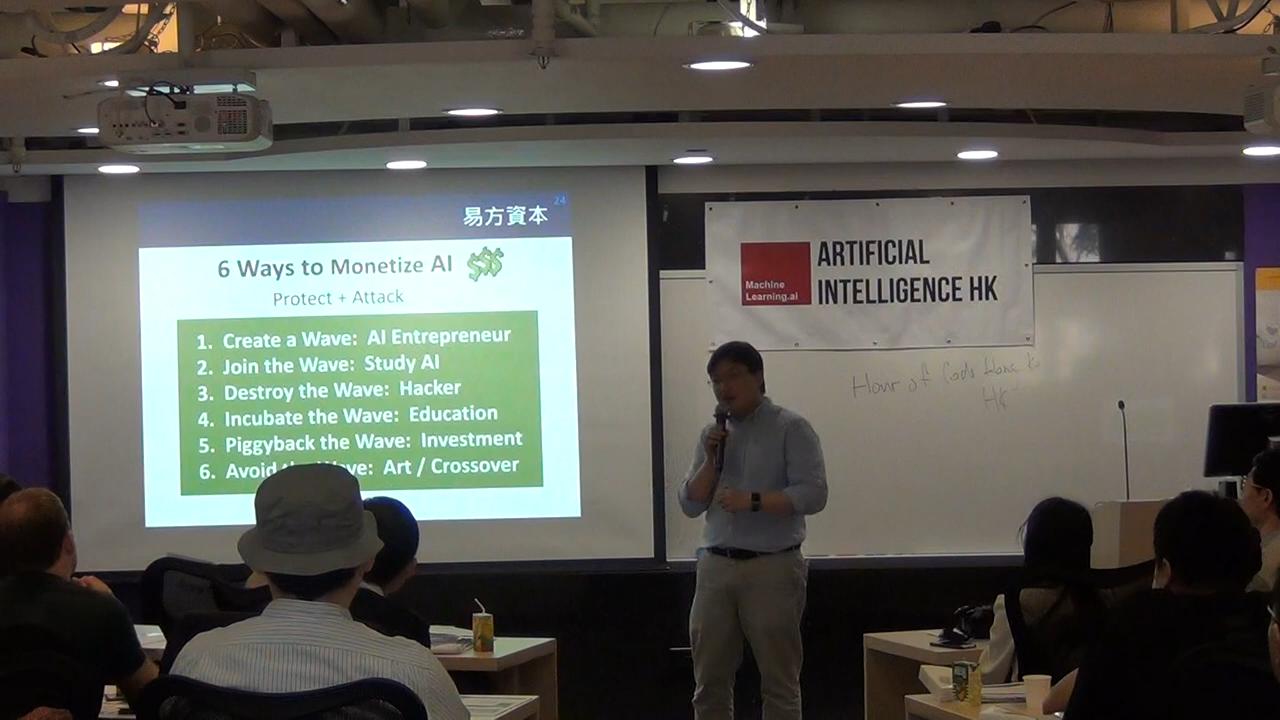 24
易方資本
6 Ways to Monetize AI
Protect + Attack
1. Create a Wave: AI Entrepreneur
2. Join the Wave: Study AI
3. Destroy the Wave: Hacker
4. Incubate the Wave: Education
5. Piggyback the Wave: Investment
6. Avoid the Wave: Art / Crossover
Machine
Learning.ai
ARTIFICIAL
INTELLIGENCE HK
Hour of Code
HK